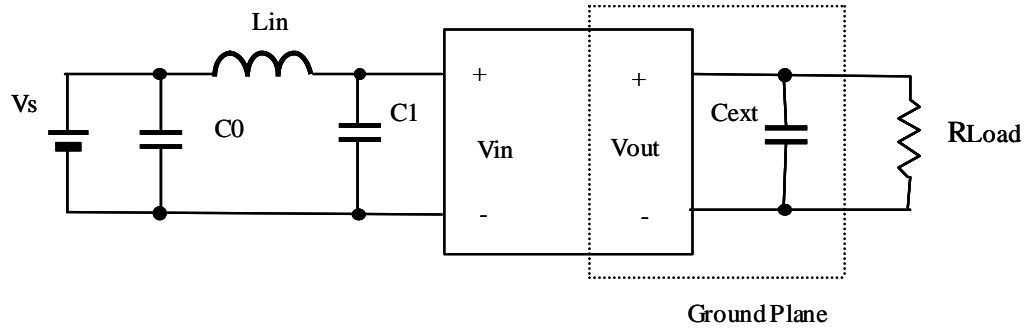 Lin
Vs
C0
C1
+
Vin
-
+
Vout
-
Cext
RLoad
Ground Plane